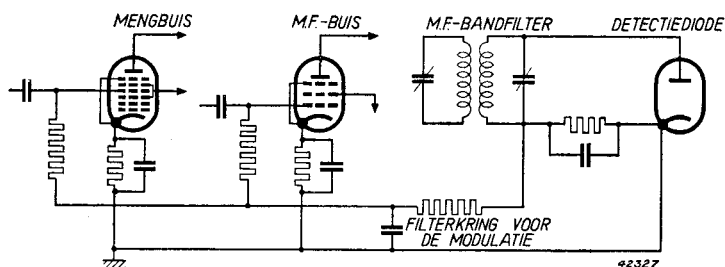 MENGBUIS
M.F.-BUIS
M.F.-BANDFILTER
DETECTIEDIODE
FILTERKRING VOOR
DE MODULATIE
42327